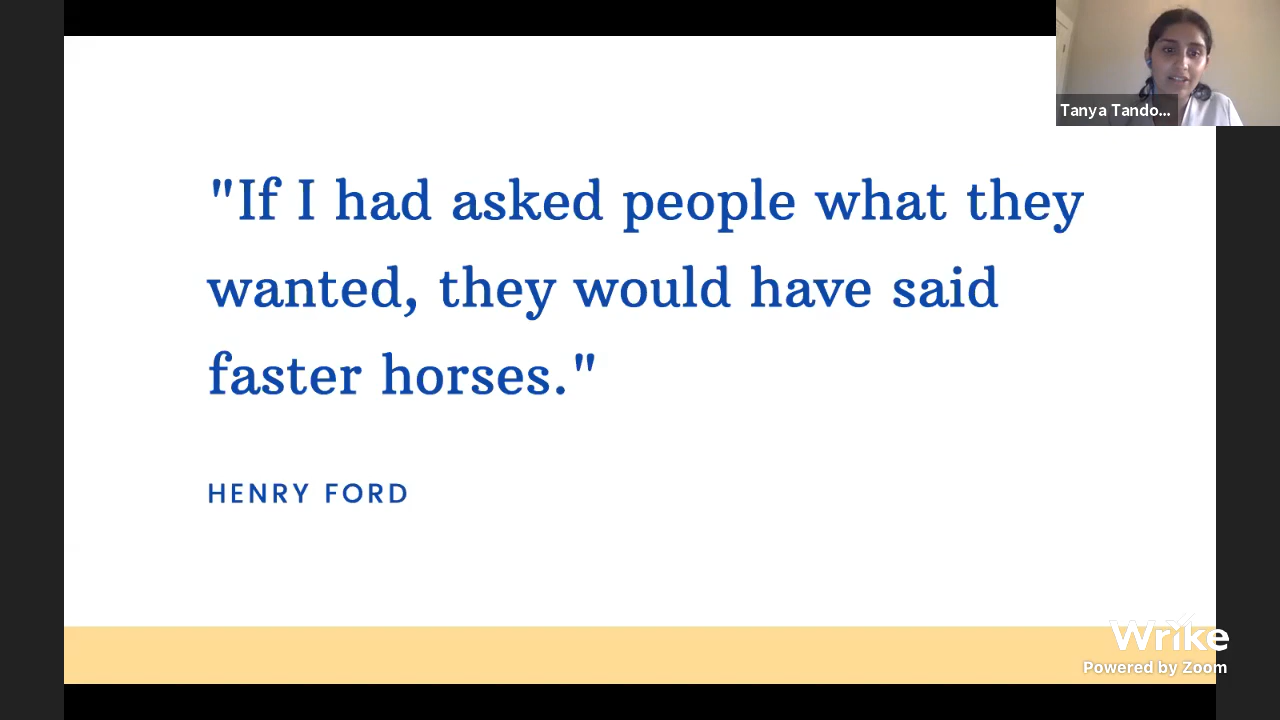 Tanya Tando...
"If I had asked people what they
wanted, they would have said
faster horses."
HENRY FORD
Wrike
Powered by Zoom